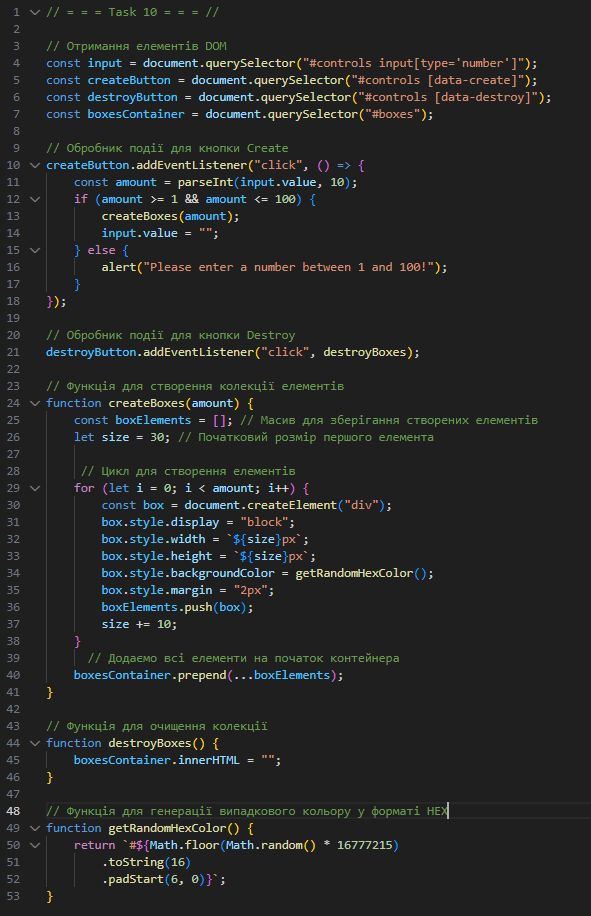 1 // = = = Task 10 = = = //
2
3 // Отримання елементів DOM
4 const input = document.querySelector("#controls input[type='number']");
5 const createButton = document.querySelector("#controls [data-create]");
6 const destroyButton = document.querySelector("#controls [data-destroy]");
7 const boxesContainer = document.querySelector("#boxes");
8
9 // Обробник події для кнопки Create
10 createButton.addEventListener("click", () => {
11     const amount = parseInt(input.value, 10);
12     if (amount >= 1 && amount <= 100) {
13         createBoxes(amount);
14         input.value = "";
15     } else {
16         alert("Please enter a number between 1 and 100!");
17     }
18 });
19
20 // Обробник події для кнопки Destroy
21 destroyButton.addEventListener("click", destroyBoxes);
22
23 // Функція для створення колекції елементів
24 function createBoxes(amount) {
25     const boxElements = []; // Масив для зберігання створених елементів
26     let size = 30; // Початковий розмір першого елемента
27
28      // Цикл для створення елементів
29     for (let i = 0; i < amount; i++) {
30         const box = document.createElement("div");
31         box.style.display = "block";
32         box.style.width = `${size}px`;
33         box.style.height = `${size}px`;
34         box.style.backgroundColor = getRandomHexColor();
35         box.style.margin = "2px";
36         boxElements.push(box);
37         size += 10;
38     }
39       // Додаємо всі елементи на початок контейнера
40     boxesContainer.prepend(...boxElements);
41 }
42
43 // Функція для очищення колекції
44 function destroyBoxes() {
45     boxesContainer.innerHTML = "";
46 }
47
48 // Функція для генерації випадкового кольору у форматі HEX
49 function getRandomHexColor() {
50     return `#${Math.floor(Math.random() * 16777215)
51         .toString(16)
52         .padStart(6, 0)}`;
53 }